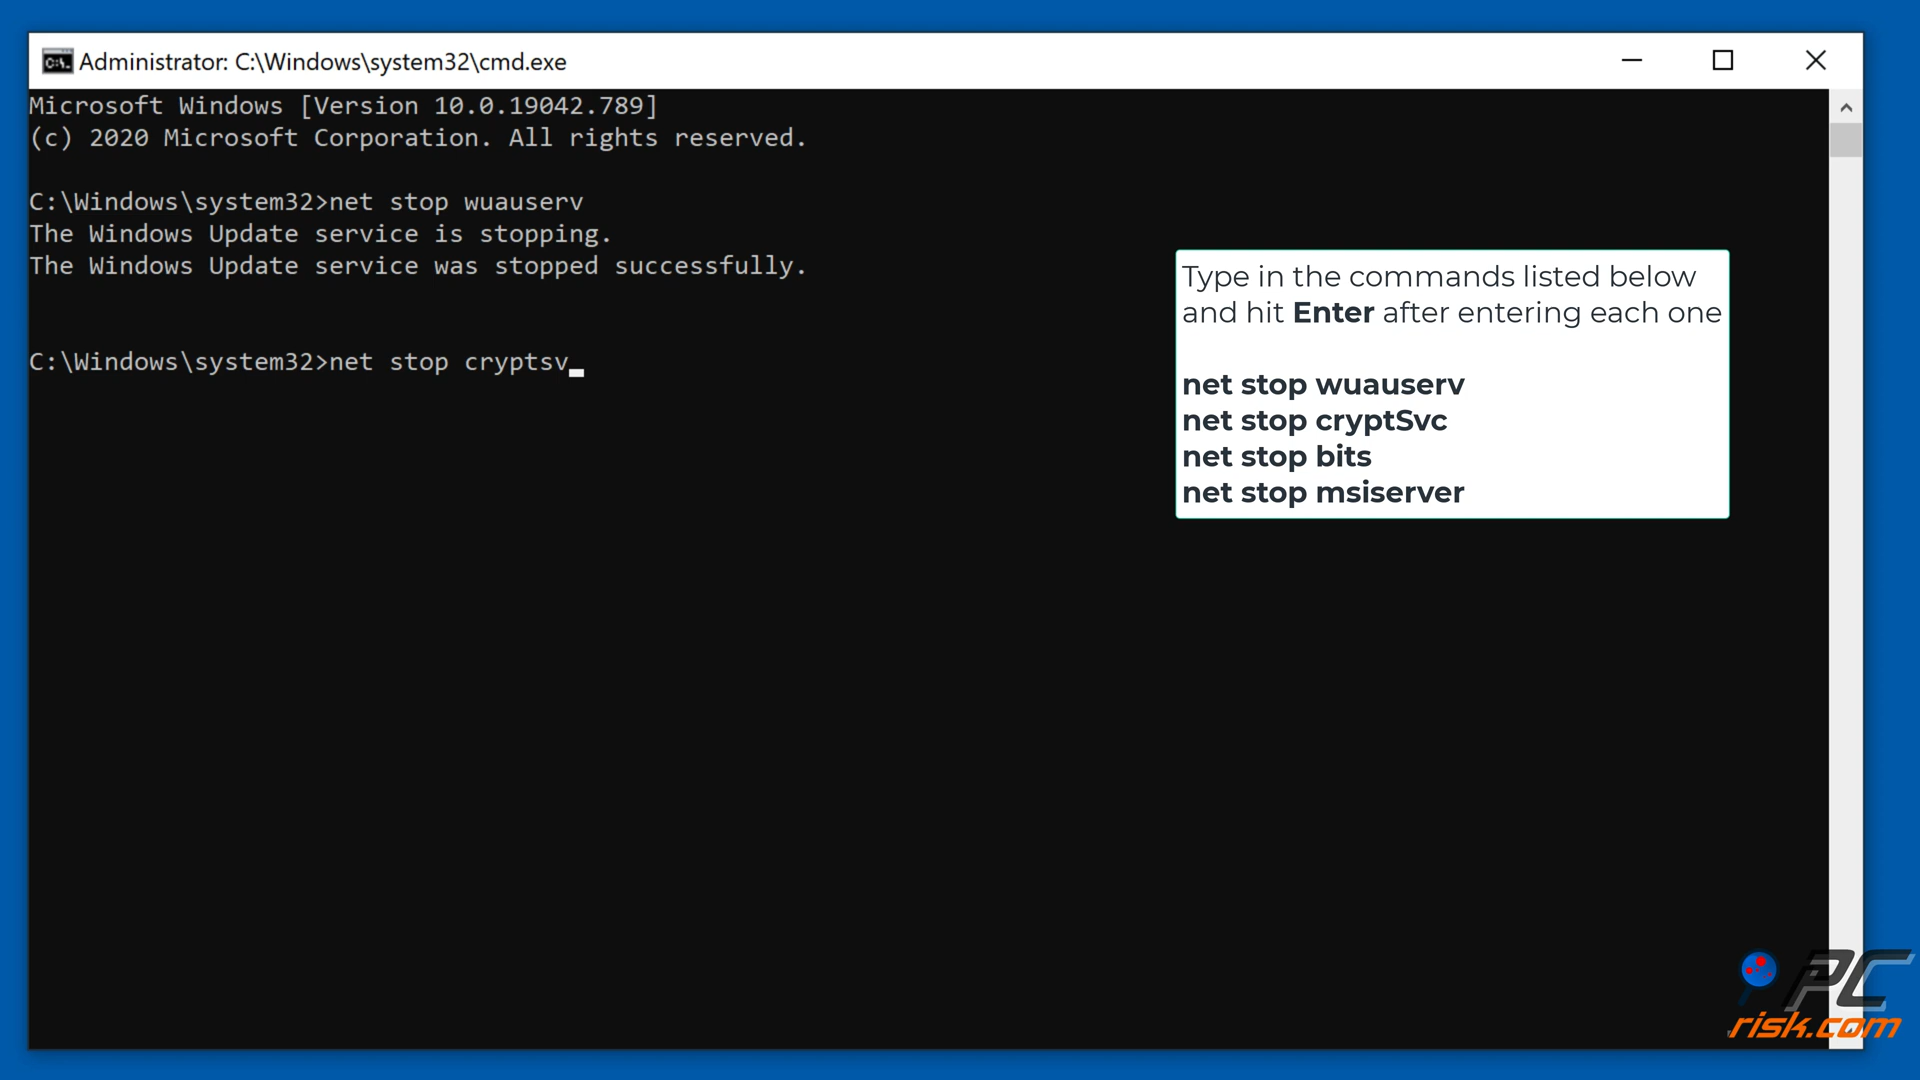 Administrator: C:\Windows\system32\cmd.exe
Microsoft Windows [Version 10.0.19042.789]
(c) 2020 Microsoft Corporation. All rights reserved.
C:\Windows\system32>net stop wuauserv
The Windows Update service is stopping.
The Windows Update service was stopped successfully.
C:\Windows\system32>net stop cryptsv
Type in the commands listed below
and hit Enter after entering each one
net stop wuauserv
net stop cryptSvc
net stop bits
net stop msiserver
PC
risk.com